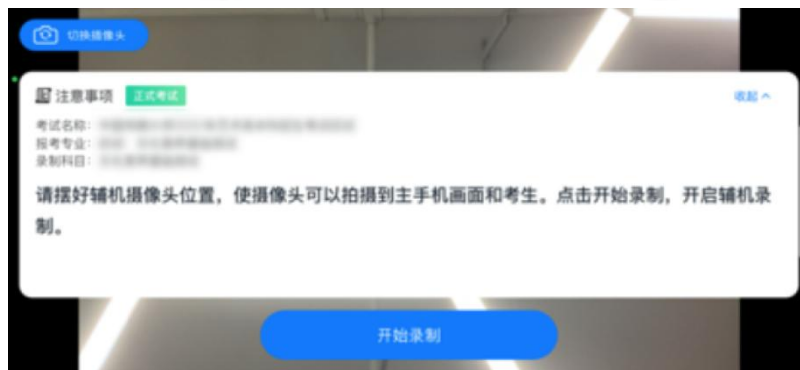 切换摄像头
注意事项 正式考试 收起
考试名称：
报考专业：
录制科目：
请摆好辅机摄像头位置，使摄像头可以拍摄到主手机画面和考生。点击开始录制，开启辅机录
制。
开始录制